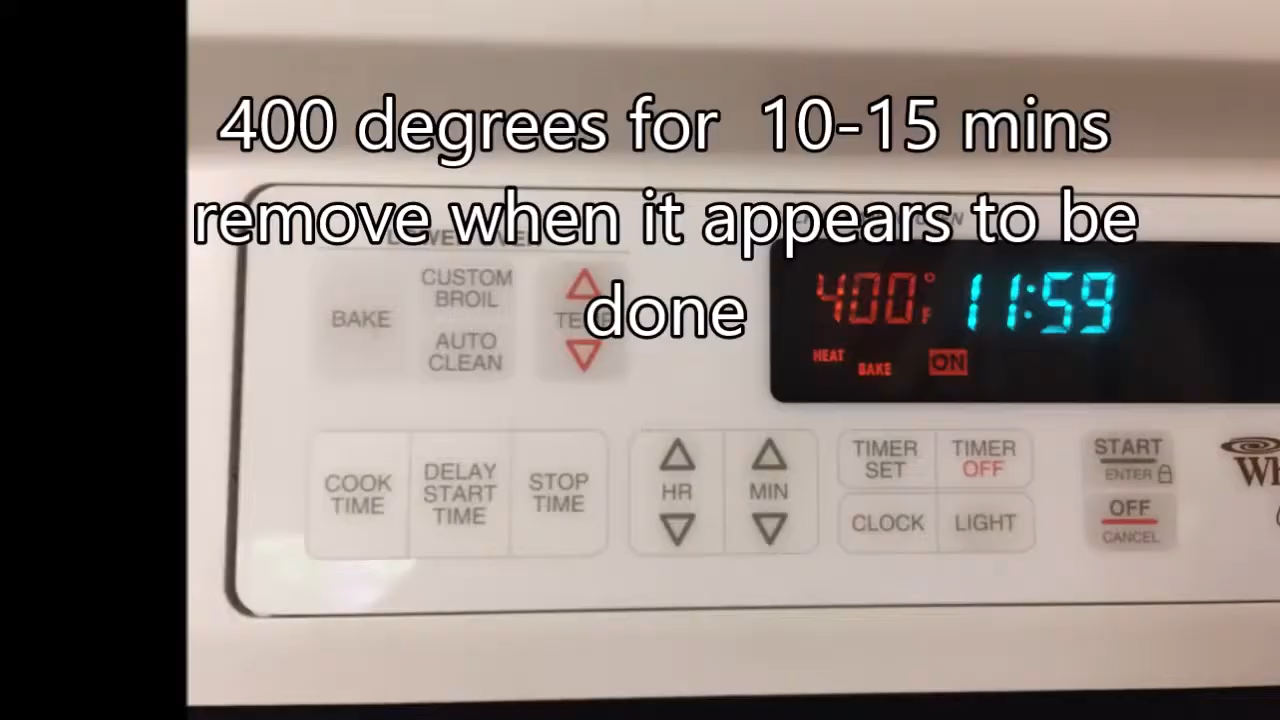 400 degrees for 10-15 mins
remove when it appears to be
done
BAKE
CUSTOM
BROIL
AUTO
CLEAN
400°F 11:59
HEAT BAKE ON
COOK
TIME
DELAY
START
TIME
STOP
TIME
HR
MIN
TIMER
SET
TIMER
OFF
CLOCK
LIGHT
START
ENTER
OFF
CANCEL